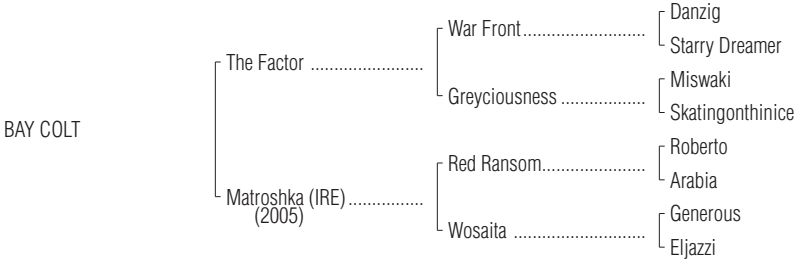 Danzig
War Front........................
Starry Dreamer
The Factor ......................
Miswaki
Greyciousness .................
Skatingonthinice
BAY COLT
Roberto
Red Ransom....................
Arabia
Matroshka (IRE)...............
(2005)
Generous
Wosaita ..........................
Eljazzi